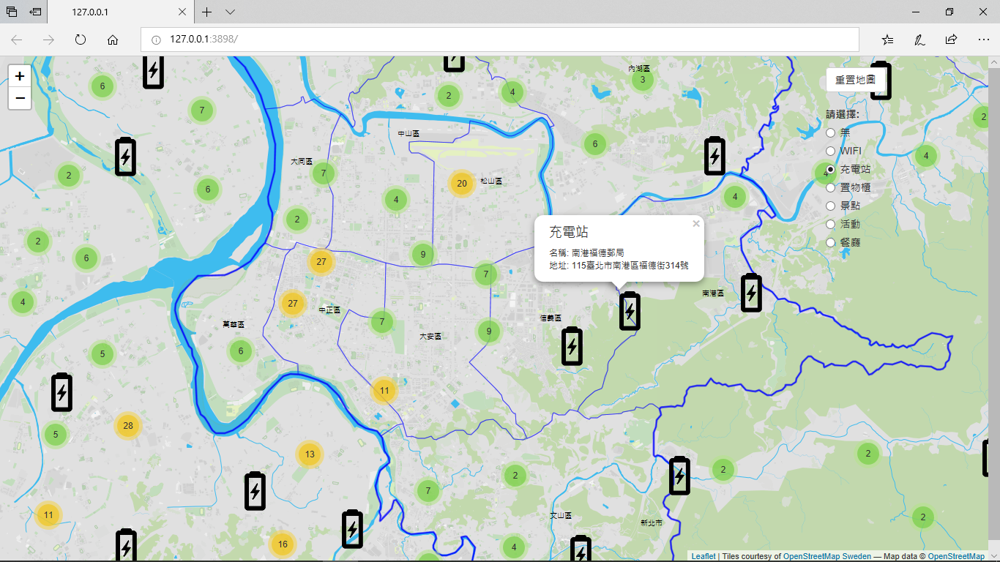 127.0.0.1
127.0.0.1:3898/
+
−
重置地圖
請選擇:
無
WIFI
充電站
置物櫃
景點
活動
餐廳
充電站
×
名稱: 南港福德郵局
地址: 115臺北市南港區福德街314號
內湖區
中山區
大同區
松山區
南港區
中正區
信義區
萬華區
大安區
文山區
新北市
6
7
2
4
3
2
6
2
7
20
4
4
6
4
4
2
2
6
27
9
7
4
27
7
9
6
5
11
28
5
13
2
2
2
7
11
2
16
4
Leaflet | Tiles courtesy of OpenStreetMap Sweden — Map data © OpenStreetMap